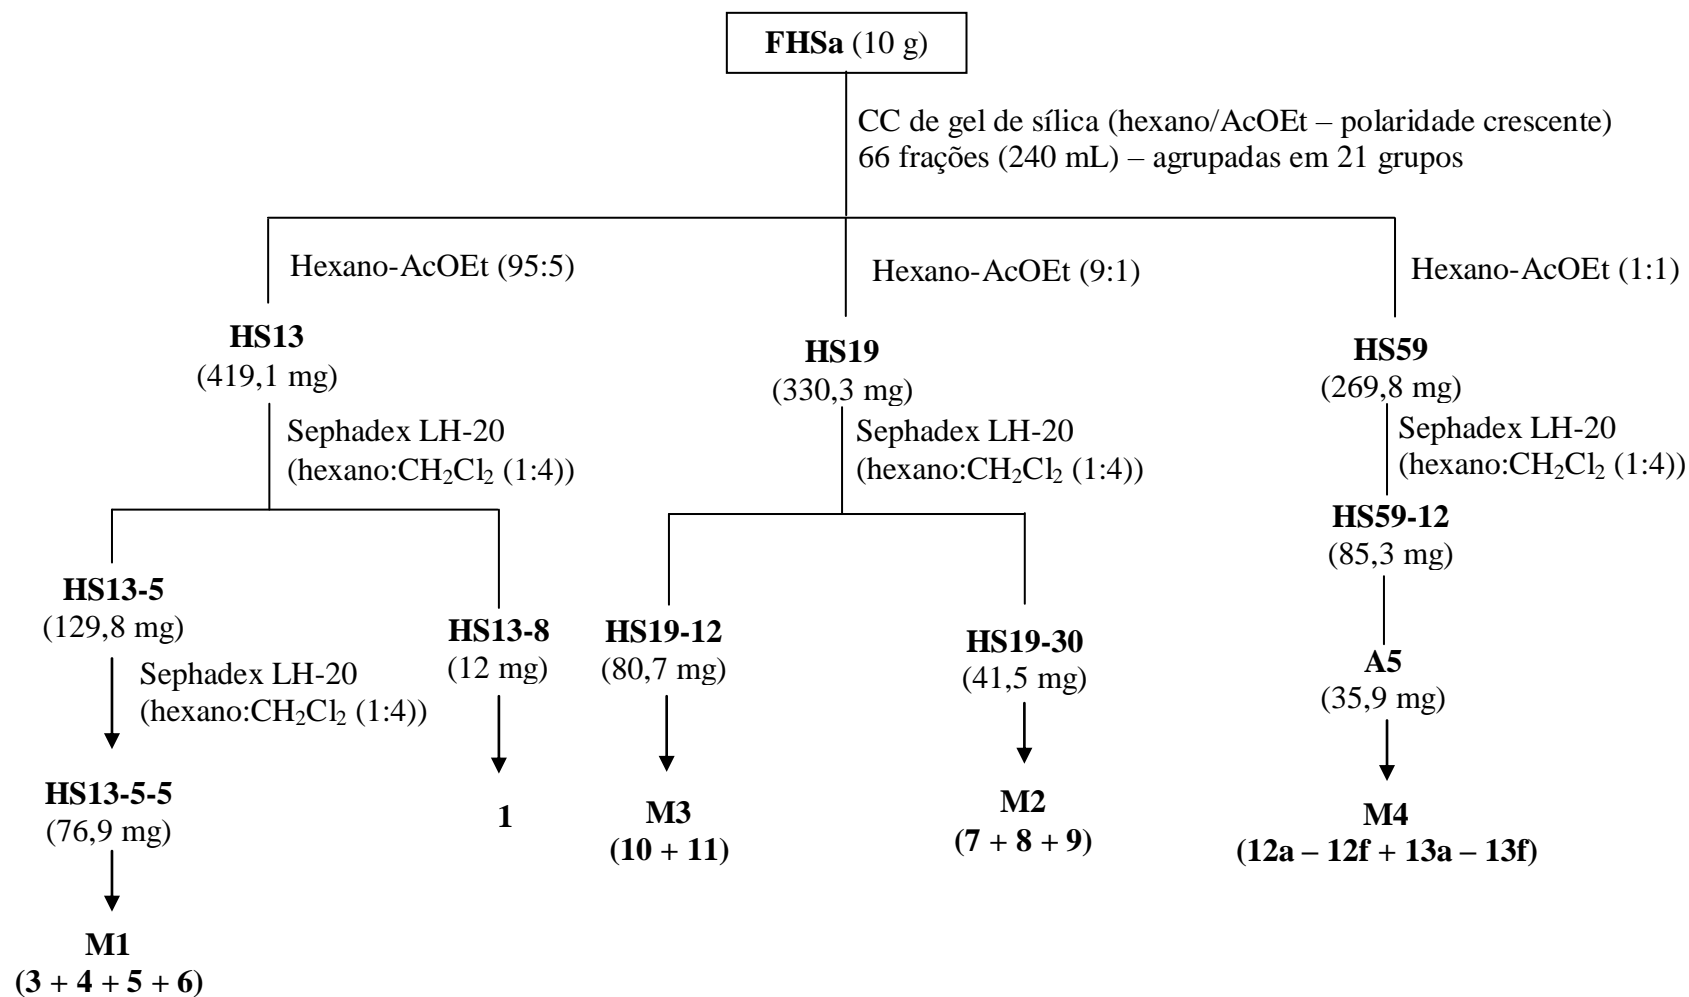 FHSa (10 g)
CC de gel de sílica (hexano/AcOEt – polaridade crescente)
66 frações (240 mL) – agrupadas em 21 grupos
Hexano-AcOEt (95:5)
Hexano-AcOEt (9:1)
Hexano-AcOEt (1:1)
HS13
(419,1 mg)
HS19
(330,3 mg)
HS59
(269,8 mg)
Sephadex LH-20
(hexano:CH₂Cl₂ (1:4))
Sephadex LH-20
(hexano:CH₂Cl₂ (1:4))
Sephadex LH-20
(hexano:CH₂Cl₂ (1:4))
HS59-12
(85,3 mg)
HS13-5
(129,8 mg)
HS13-8
(12 mg)
HS19-12
(80,7 mg)
HS19-30
(41,5 mg)
A5
(35,9 mg)
Sephadex LH-20
(hexano:CH₂Cl₂ (1:4))
HS13-5-5
(76,9 mg)
1
M3
(10 + 11)
M2
(7 + 8 + 9)
M4
(12a – 12f + 13a – 13f)
M1
(3 + 4 + 5 + 6)